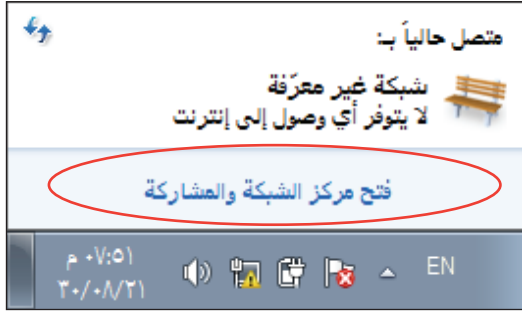 متصل حالياً بـ:
شبكة غير معرّفة
لا يتوفر أي وصول إلى إنترنت
فتح مركز الشبكة والمشاركة
EN
٠٧:٥١ م
٣٠/٠٨/٢١